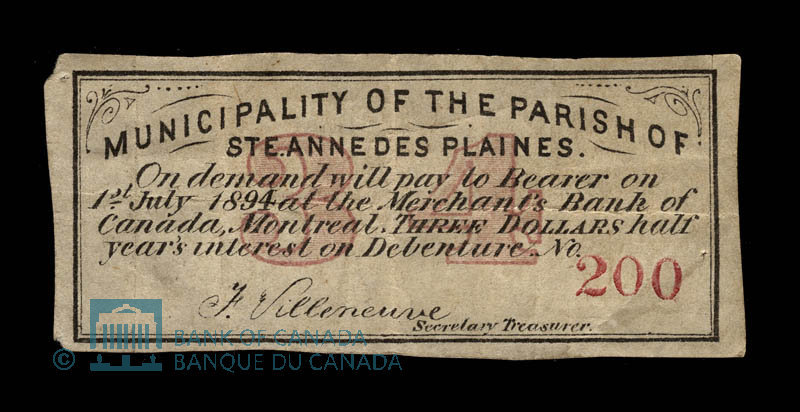 MUNICIPALITY OF THE PARISH OF
STE. ANNE DES PLAINES.
34
On demand will pay to Bearer on
1st July 1894 at the Merchant's Bank of
Canada, Montreal. THREE DOLLARS half
year's interest on Debenture No.
200
F. Villeneuve
Secretary Treasurer.
© BANK OF CANADA
BANQUE DU CANADA